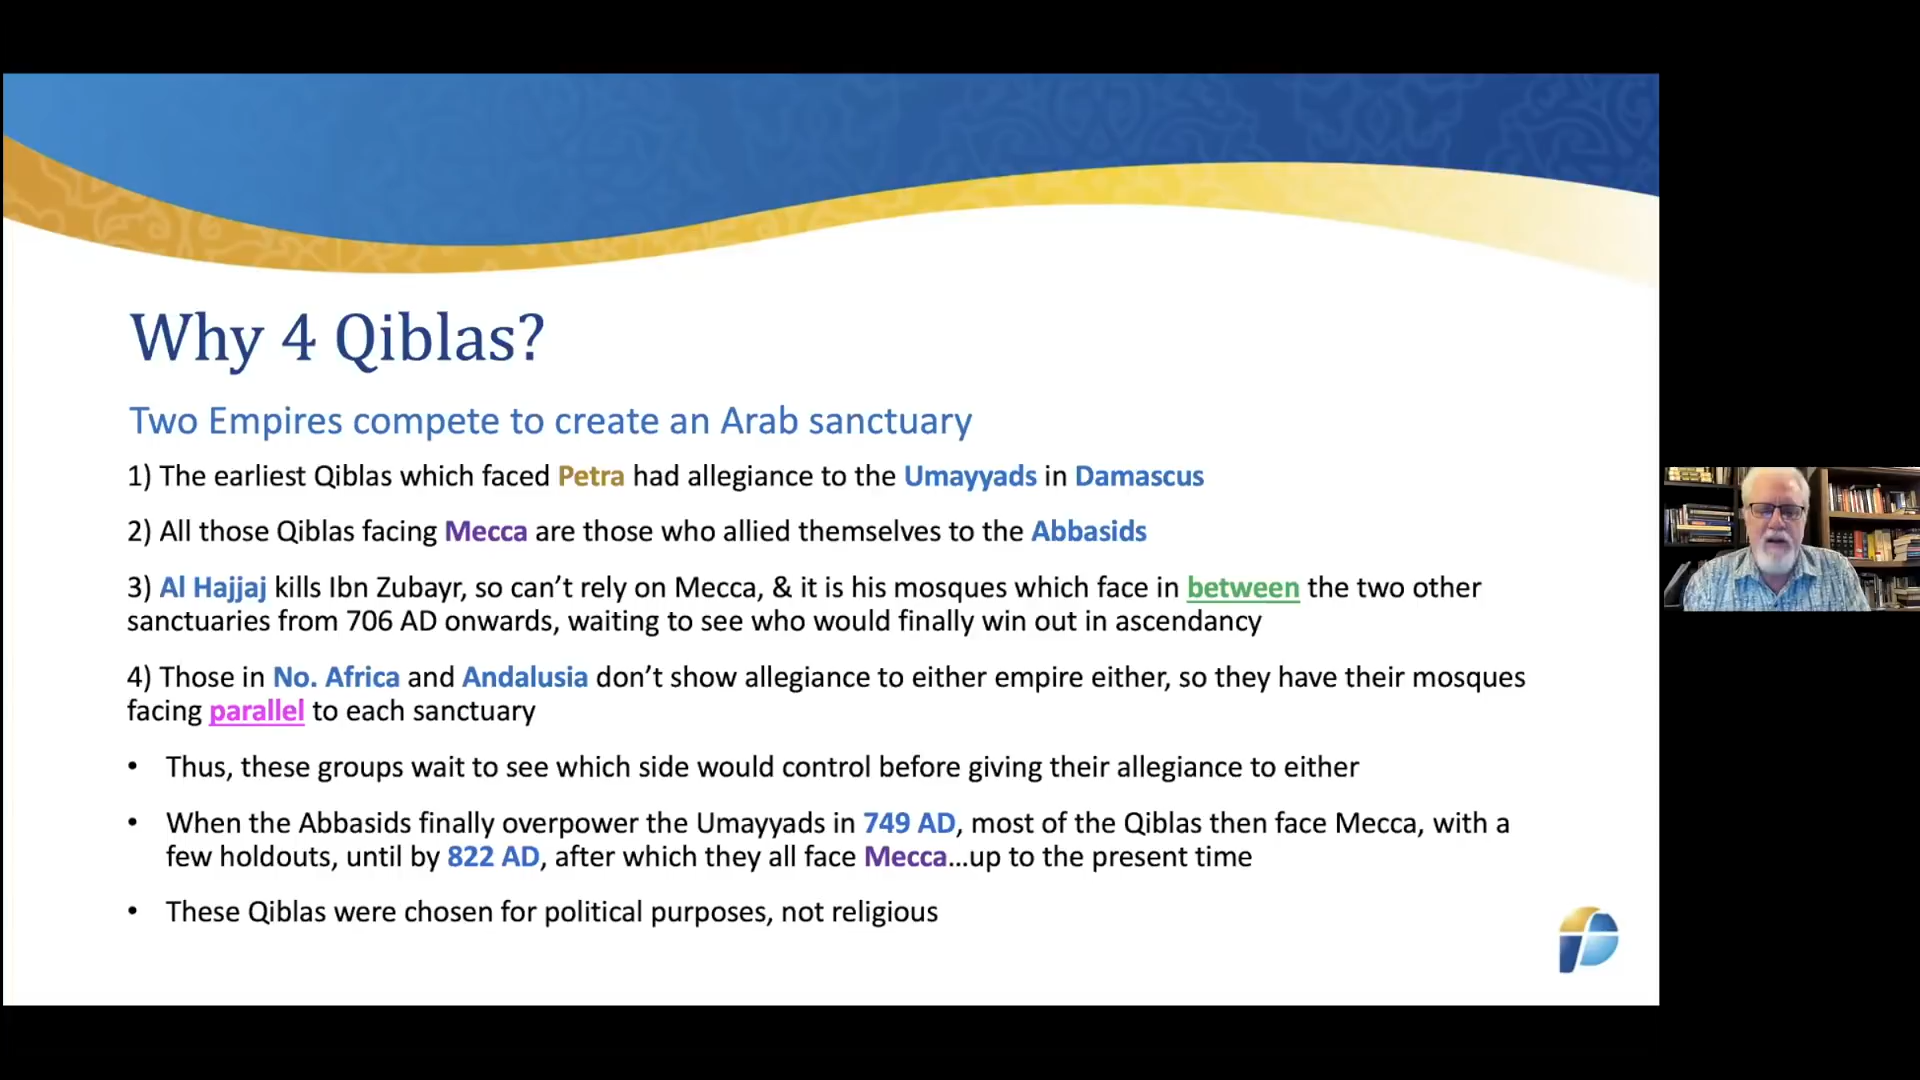 Why 4 Qiblas?
Two Empires compete to create an Arab sanctuary
1) The earliest Qiblas which faced Petra had allegiance to the Umayyads in Damascus
2) All those Qiblas facing Mecca are those who allied themselves to the Abbasids
3) Al Hajjaj kills Ibn Zubayr, so can’t rely on Mecca, & it is his mosques which face in between the two other
sanctuaries from 706 AD onwards, waiting to see who would finally win out in ascendancy
4) Those in No. Africa and Andalusia don’t show allegiance to either empire either, so they have their mosques
facing parallel to each sanctuary
• Thus, these groups wait to see which side would control before giving their allegiance to either
• When the Abbasids finally overpower the Umayyads in 749 AD, most of the Qiblas then face Mecca, with a
few holdouts, until by 822 AD, after which they all face Mecca…up to the present time
• These Qiblas were chosen for political purposes, not religious